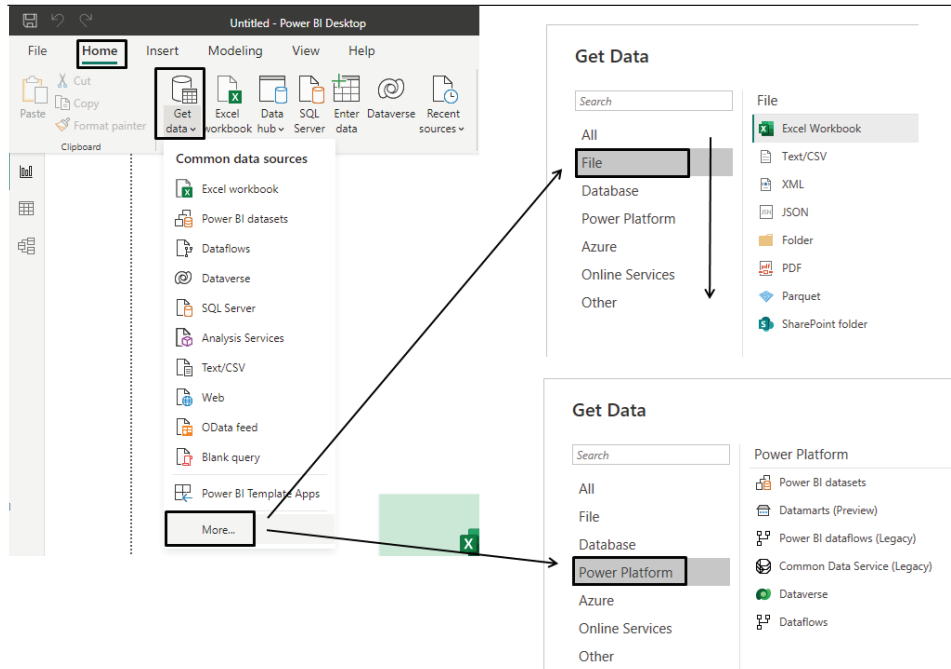 Untitled - Power BI Desktop
File Home Insert Modeling View Help
Paste
Cut
Copy
Format painter
Clipboard
Get data
Excel workbook
Data hub
SQL Server
Enter data
Dataverse
Recent sources
Common data sources
Excel workbook
Power BI datasets
Dataflows
Dataverse
SQL Server
Analysis Services
Text/CSV
Web
OData feed
Blank query
Power BI Template Apps
More...
Get Data
Search
All
File
Database
Power Platform
Azure
Online Services
Other
File
Excel Workbook
Text/CSV
XML
JSON
Folder
PDF
Parquet
SharePoint folder
Get Data
Search
All
File
Database
Power Platform
Azure
Online Services
Other
Power Platform
Power BI datasets
Datamarts (Preview)
Power BI dataflows (Legacy)
Common Data Service (Legacy)
Dataverse
Dataflows